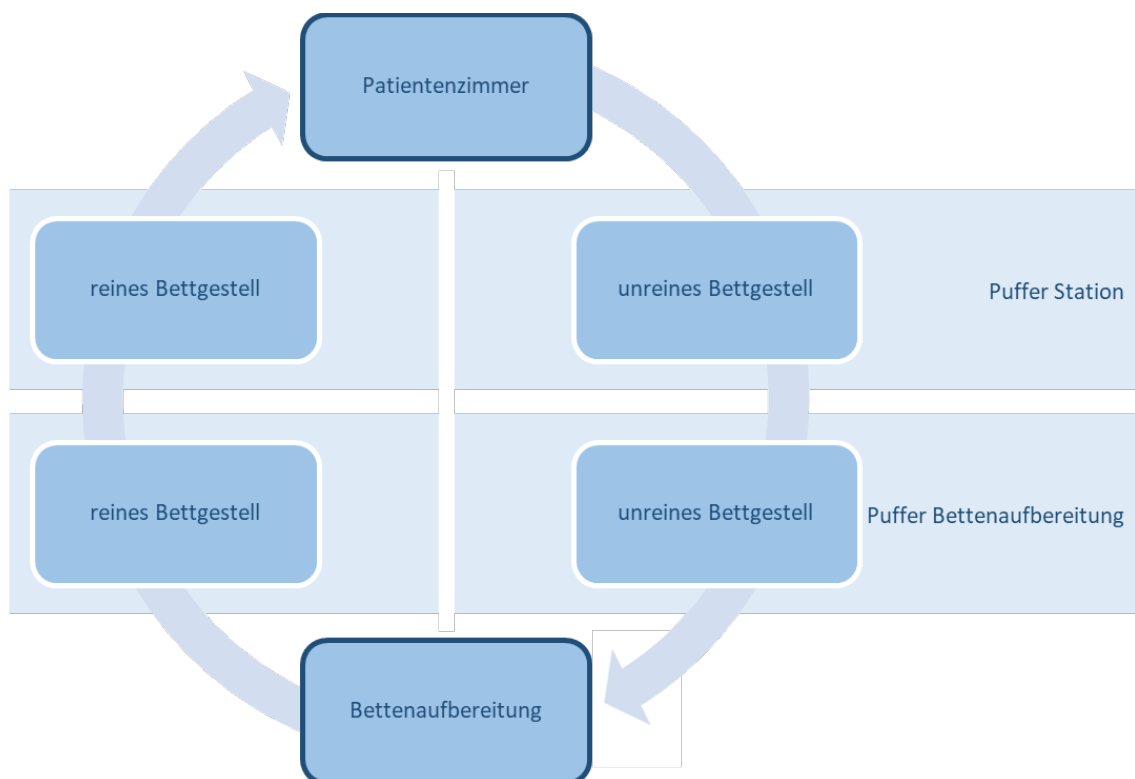 Patientenzimmer
reines Bettgestell
unreines Bettgestell
Puffer Station
reines Bettgestell
unreines Bettgestell
Puffer Bettenaufbereitung
Bettenaufbereitung